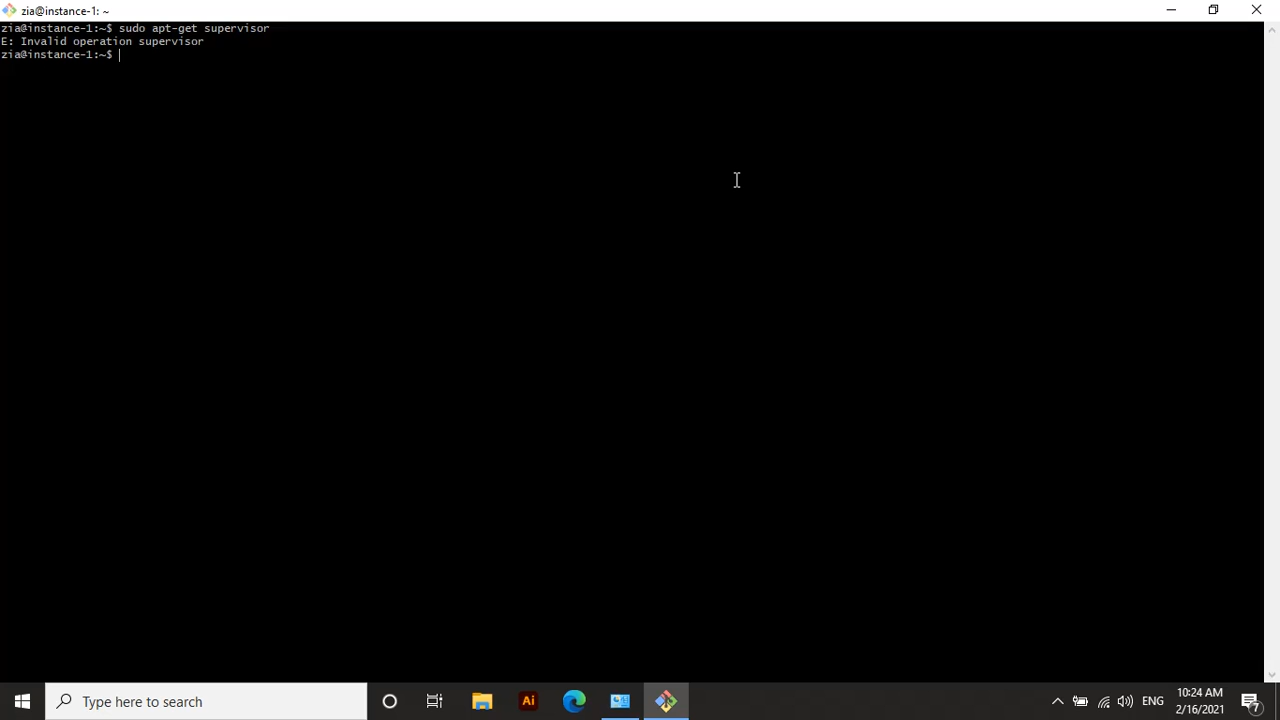 zia@instance-1: ~
zia@instance-1:~$ sudo apt-get supervisor
E: Invalid operation supervisor
zia@instance-1:~$
Type here to search
Ai
ENG
10:24 AM
2/16/2021
7